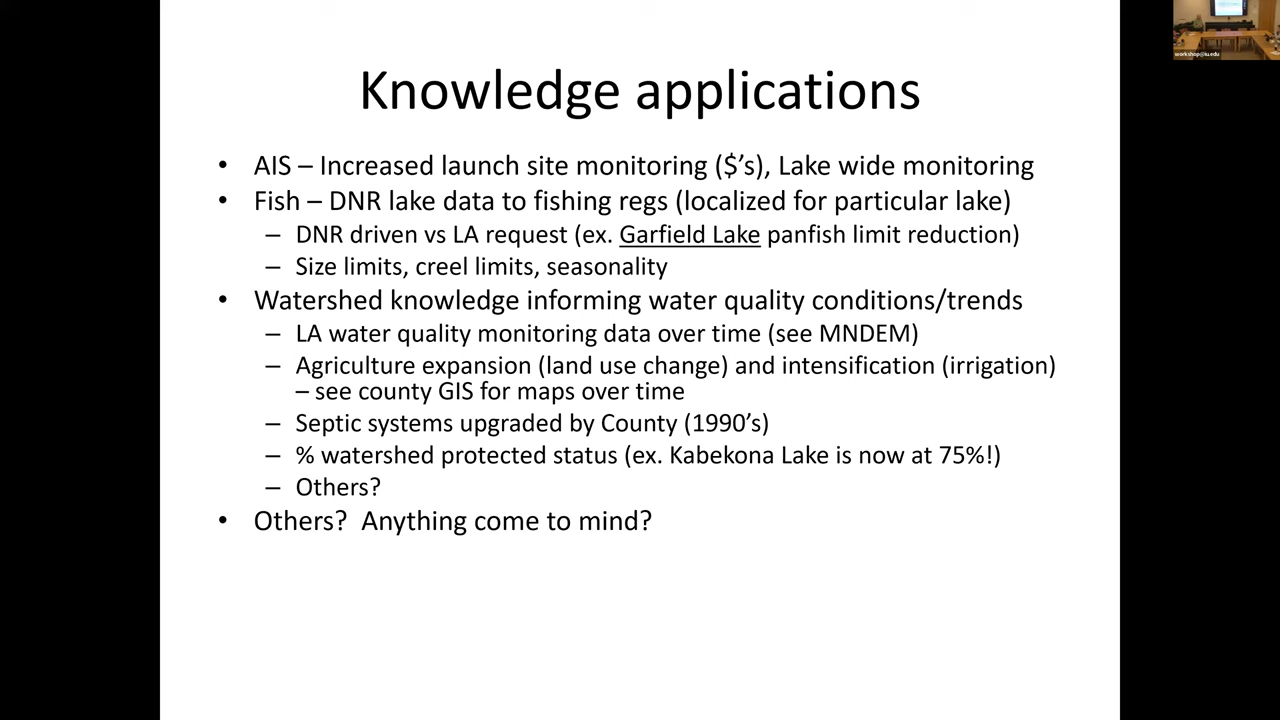 Knowledge applications
• AIS – Increased launch site monitoring ($'s), Lake wide monitoring
• Fish – DNR lake data to fishing regs (localized for particular lake)
– DNR driven vs LA request (ex. Garfield Lake panfish limit reduction)
– Size limits, creel limits, seasonality
• Watershed knowledge informing water quality conditions/trends
– LA water quality monitoring data over time (see MNDEM)
– Agriculture expansion (land use change) and intensification (irrigation)
– see county GIS for maps over time
– Septic systems upgraded by County (1990's)
– % watershed protected status (ex. Kabekona Lake is now at 75%!)
– Others?
• Others? Anything come to mind?
workshop@iu.edu